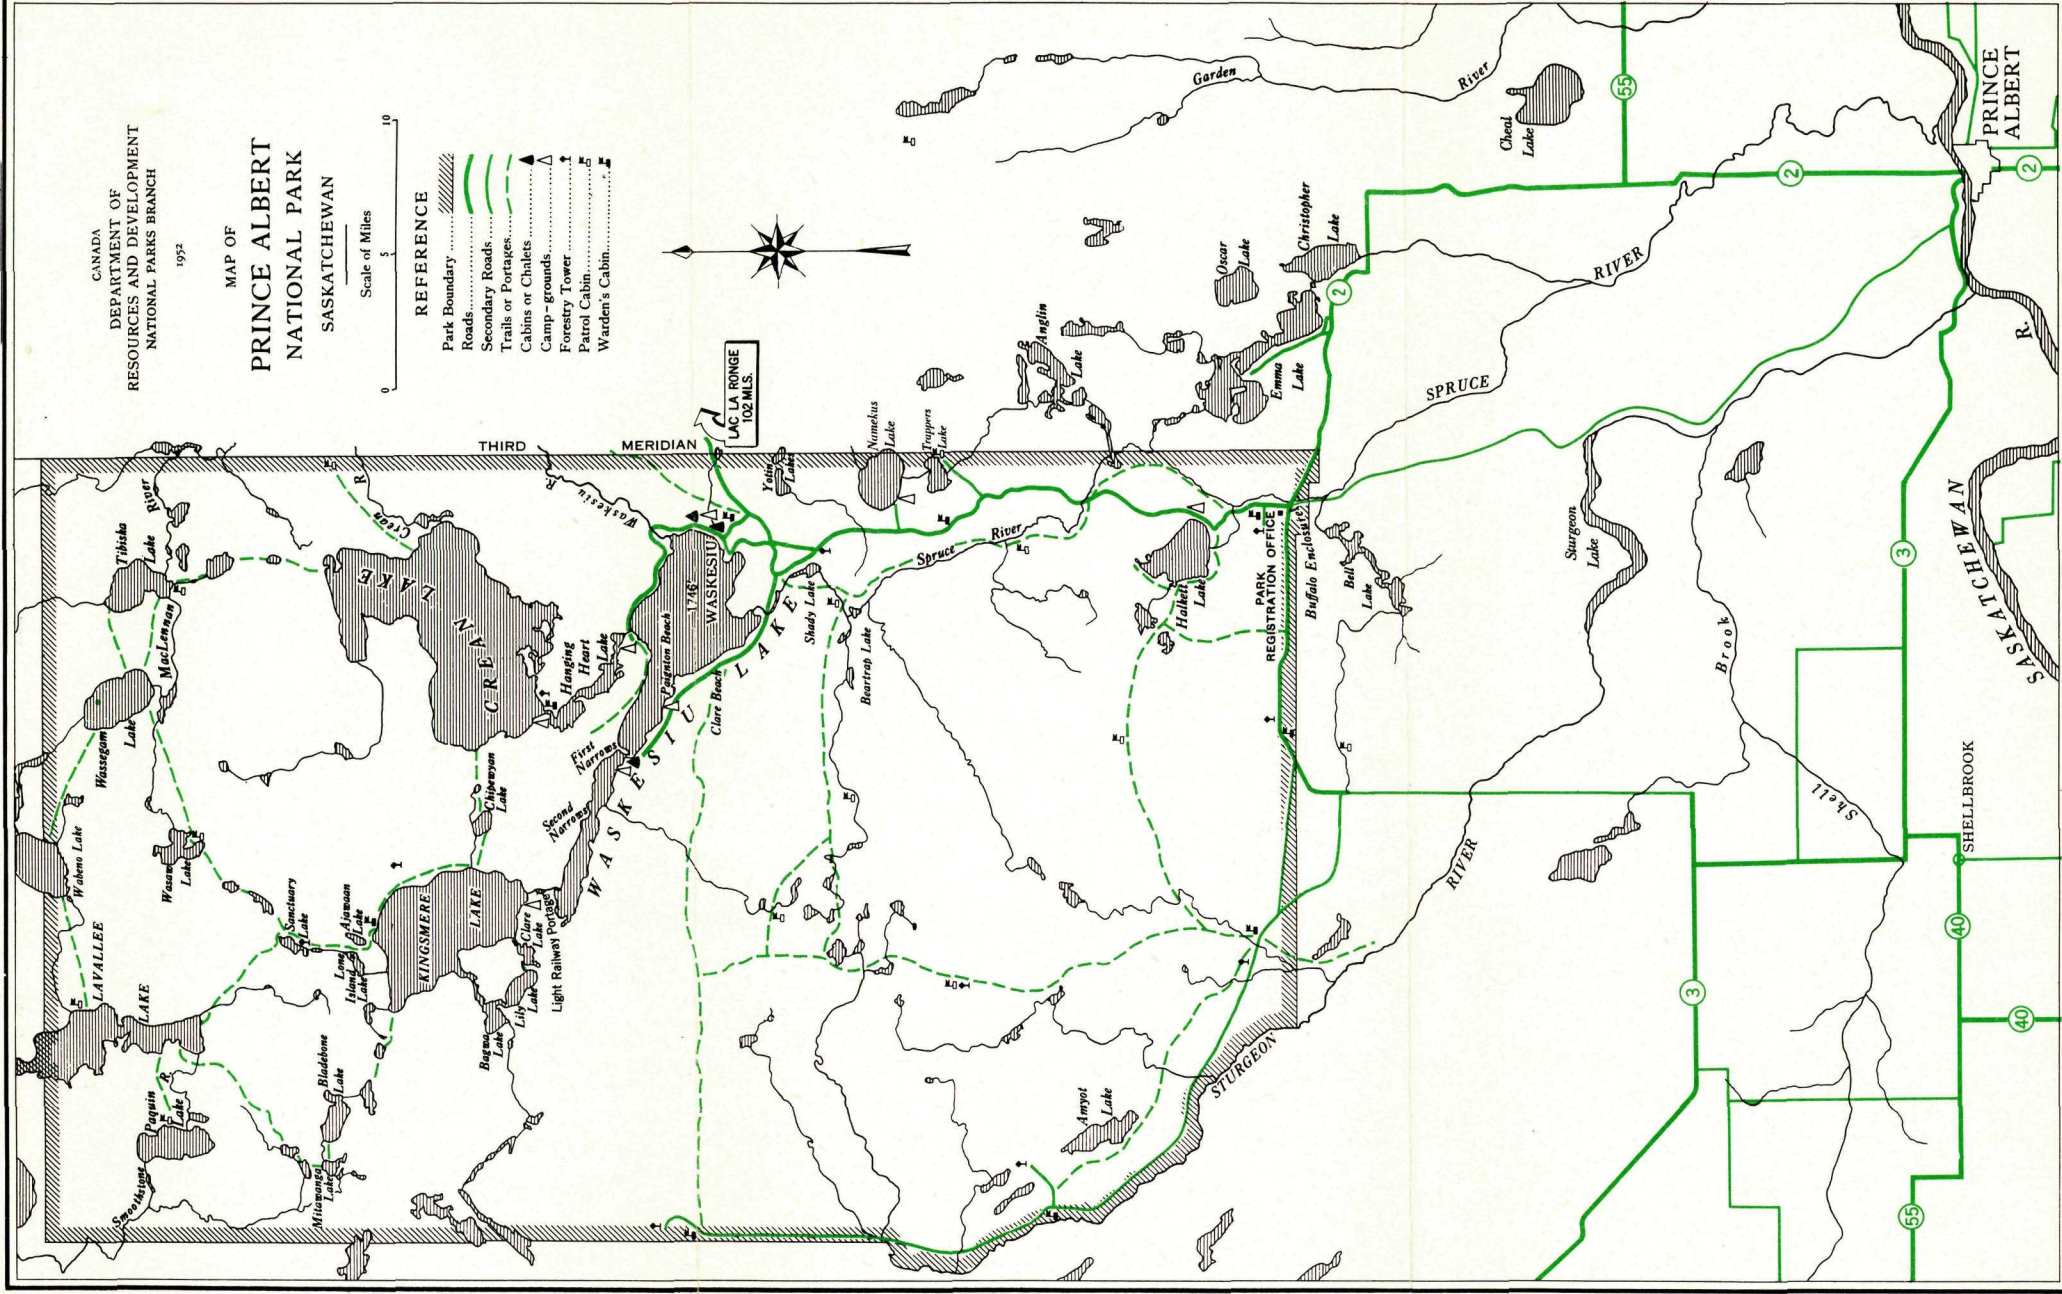 CANADA
DEPARTMENT OF
RESOURCES AND DEVELOPMENT
NATIONAL PARKS BRANCH
1952
MAP OF
PRINCE ALBERT
NATIONAL PARK
SASKATCHEWAN
Scale of Miles
0 5 10
REFERENCE
Park Boundary
Roads
Secondary Roads
Trails or Portages
Cabins or Chalets
Camp-grounds
Forestry Tower
Patrol Cabin
Warden's Cabin
LAC LA RONGE
102 MLS.
THIRD MERIDIAN
Tibiska
Lake
River
MacLennan
Wassegam
Lake
Wabeno Lake
Wasaw
Lake
LAVALLEE
LAKE
Sanctuary
Lake
Ajawaan
Lake
Lone
Island
Lake
Paquin
Lake
R.
Smoothstone
Bladebone
Lake
Mitawanga
Lake
KINGSMERE
LAKE
Clare
Lake
Lily
Lake
Bagwa
Lake
Light Railway Portage
Crean
R.
CREAN
LAKE
Chipewyan
Lake
Hanging
Heart
Lake
First
Narrows
Second
Narrows
WASKESIU LAKE
Waskesiu
R.
WASKESIU
1746'
Paignton Beach
Clare Beach
Shady Lake
Beartrap Lake
Yotin
Lakes
Namekus
Lake
Trappers
Lake
Spruce River
Halkett
Lake
PARK
REGISTRATION OFFICE
Buffalo Enclosure
Bell
Lake
Anglin
Lake
Emma
Lake
Oscar
Lake
Christopher
Lake
Garden River
Cheal
Lake
SPRUCE RIVER
Sturgeon
Lake
Amyot
Lake
STURGEON RIVER
Shell Brook
SHELLBROOK
SASKATCHEWAN R.
PRINCE
ALBERT
55
2
2
2
3
3
40
40
55